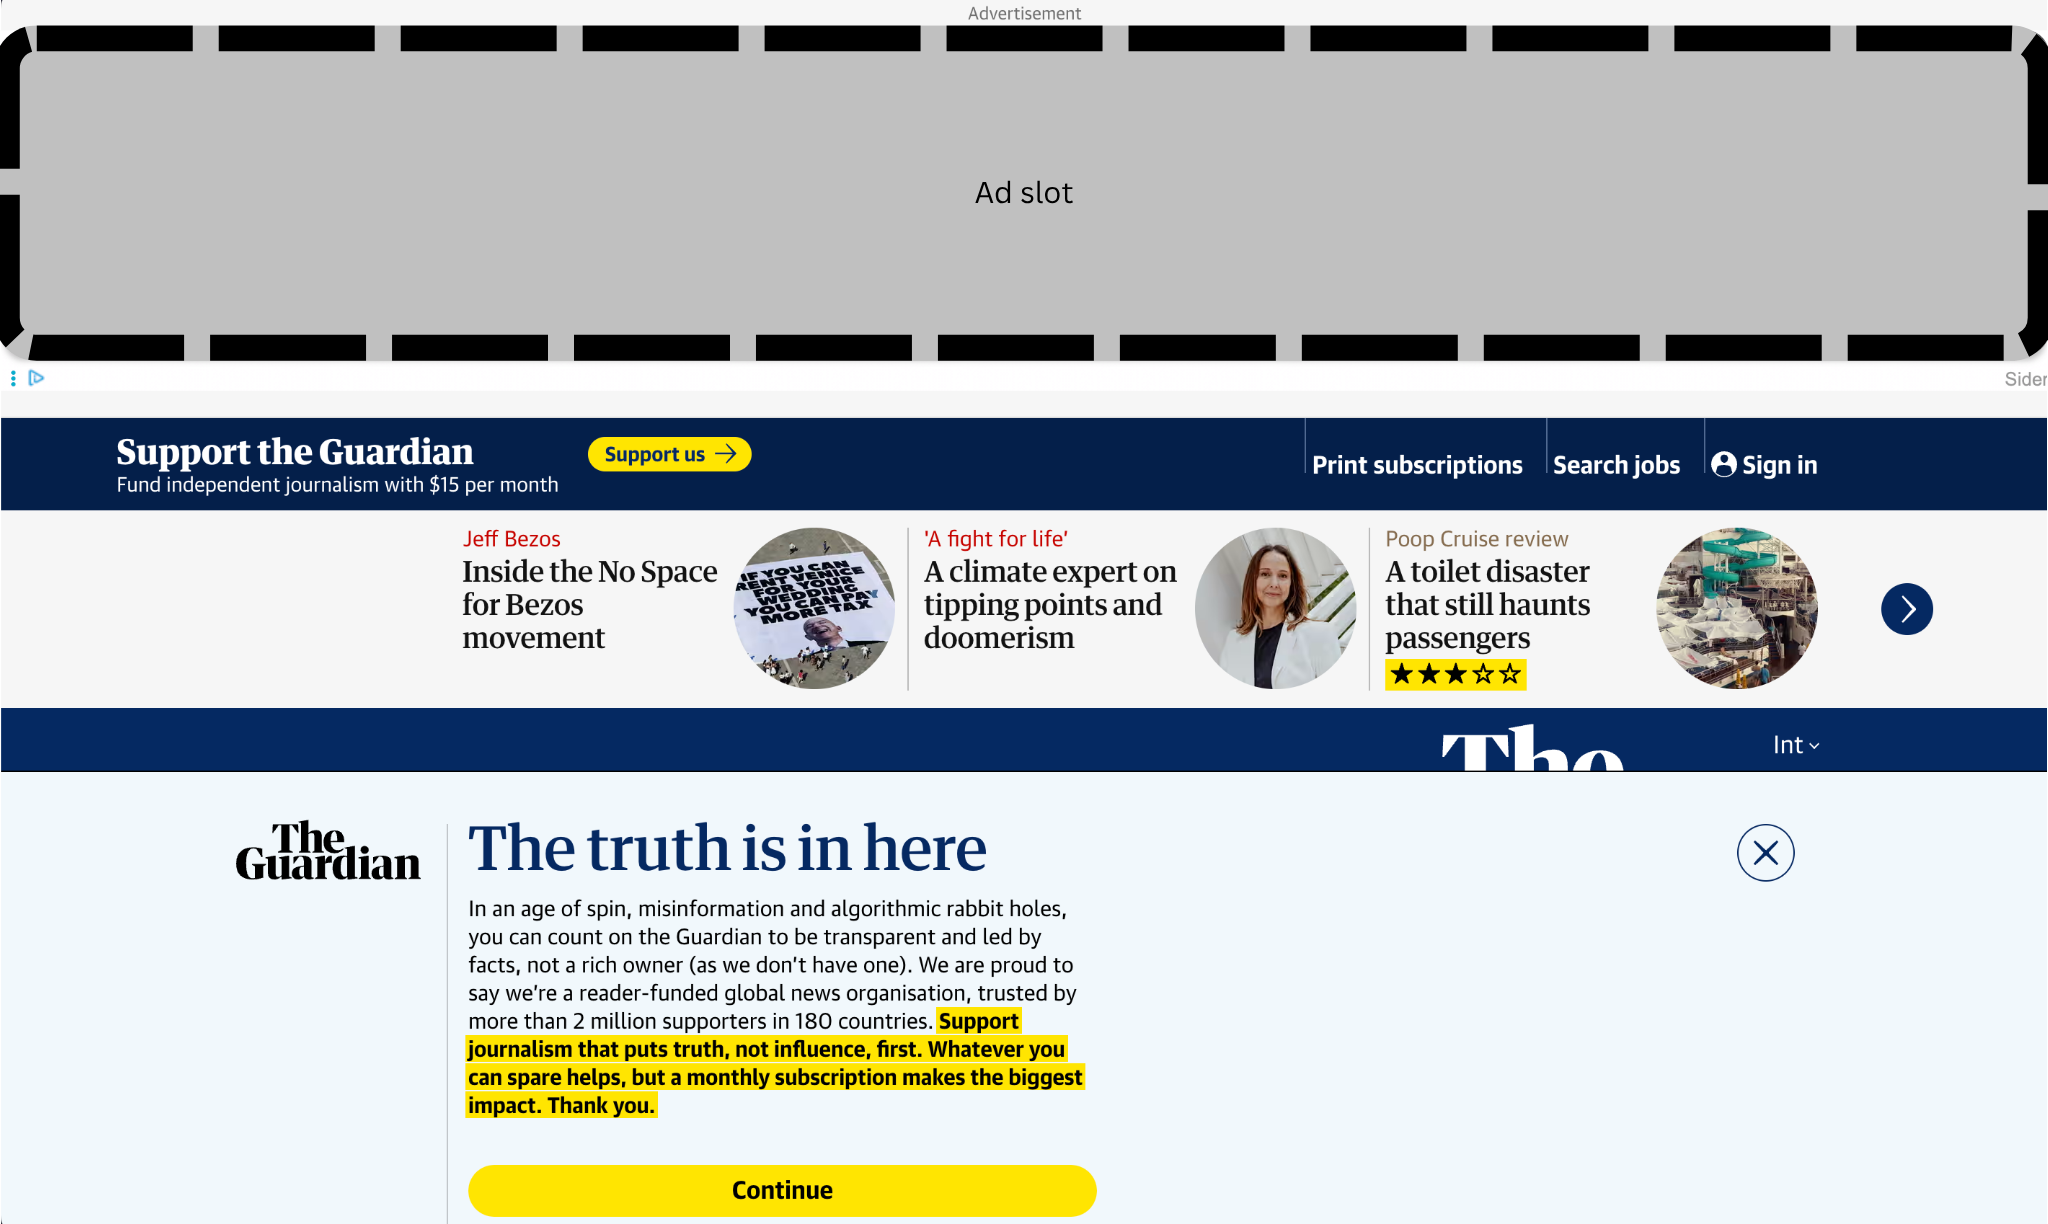 Advertisement
Ad slot
Sider
Support the Guardian
Fund independent journalism with $15 per month
Support us
Print subscriptions
Search jobs
Sign in
Jeff Bezos
Inside the No Space
for Bezos
movement
IF YOU CAN
RENT VENICE
FOR YOUR
WEDDING
YOU CAN PAY
MORE TAX
'A fight for life'
A climate expert on
tipping points and
doomerism
Poop Cruise review
A toilet disaster
that still haunts
passengers
The
Int
The
Guardian
The truth is in here
In an age of spin, misinformation and algorithmic rabbit holes,
you can count on the Guardian to be transparent and led by
facts, not a rich owner (as we don’t have one). We are proud to
say we’re a reader-funded global news organisation, trusted by
more than 2 million supporters in 180 countries. Support
journalism that puts truth, not influence, first. Whatever you
can spare helps, but a monthly subscription makes the biggest
impact. Thank you.
Continue